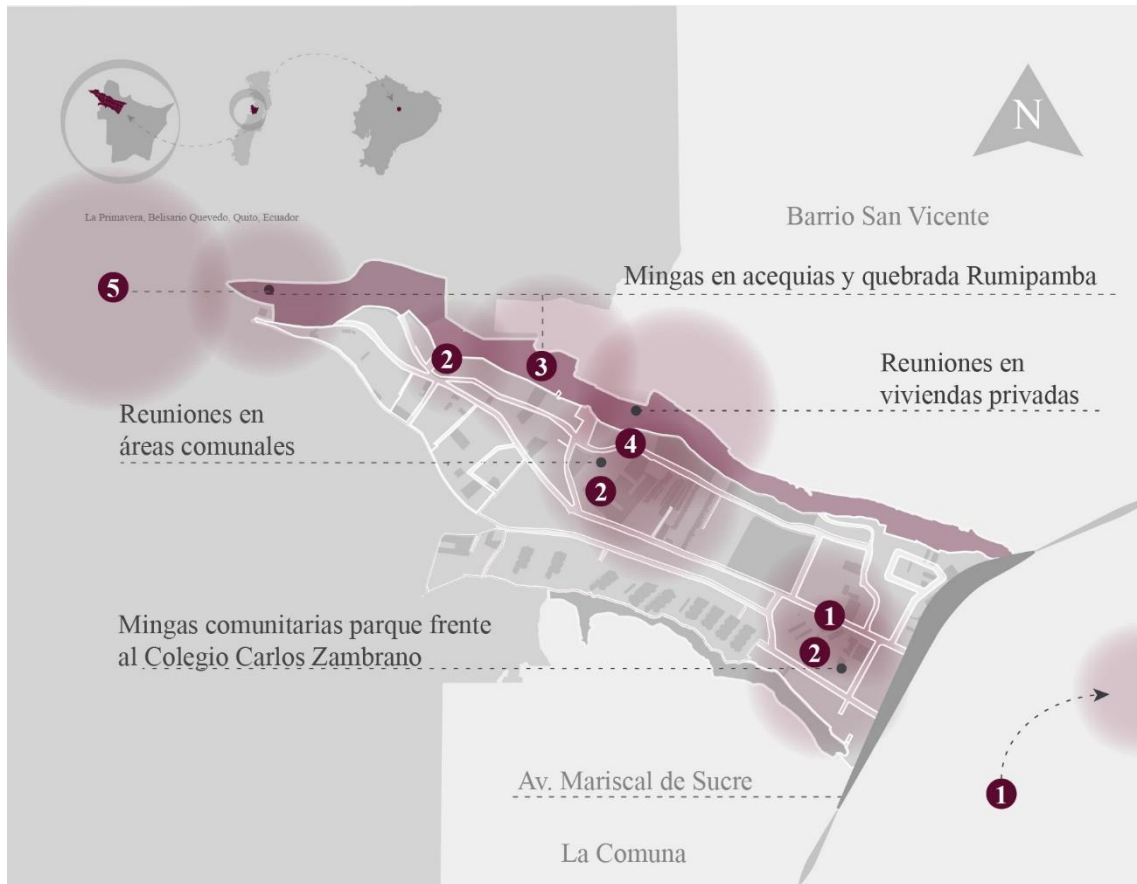 N
La Primavera, Belisario Quevedo, Quito, Ecuador
Barrio San Vicente
5
Mingas en acequias y quebrada Rumipamba
2
3
Reuniones en
viviendas privadas
Reuniones en
áreas comunales
4
2
1
Mingas comunitarias parque frente
al Colegio Carlos Zambrano
2
Av. Mariscal de Sucre
1
La Comuna